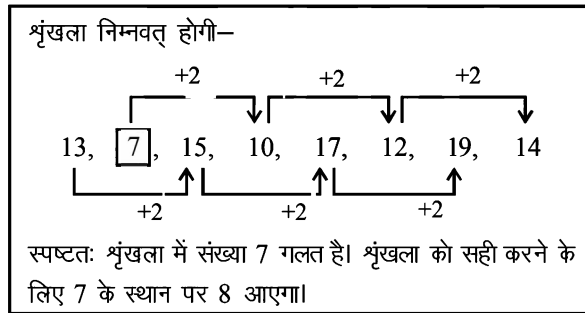 शृंखला निम्नवत् होगी–
+2 +2 +2
13, 7, 15, 10, 17, 12, 19, 14
+2 +2 +2
स्पष्टतः शृंखला में संख्या 7 गलत है। शृंखला को सही करने के
लिए 7 के स्थान पर 8 आएगा।